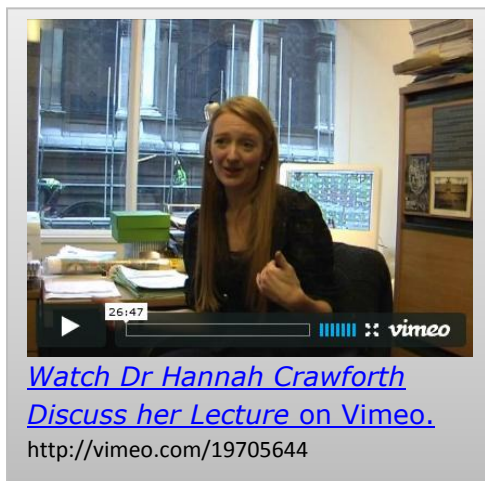 26:47
vimeo
Watch Dr Hannah Crawforth
Discuss her Lecture on Vimeo.
http://vimeo.com/19705644